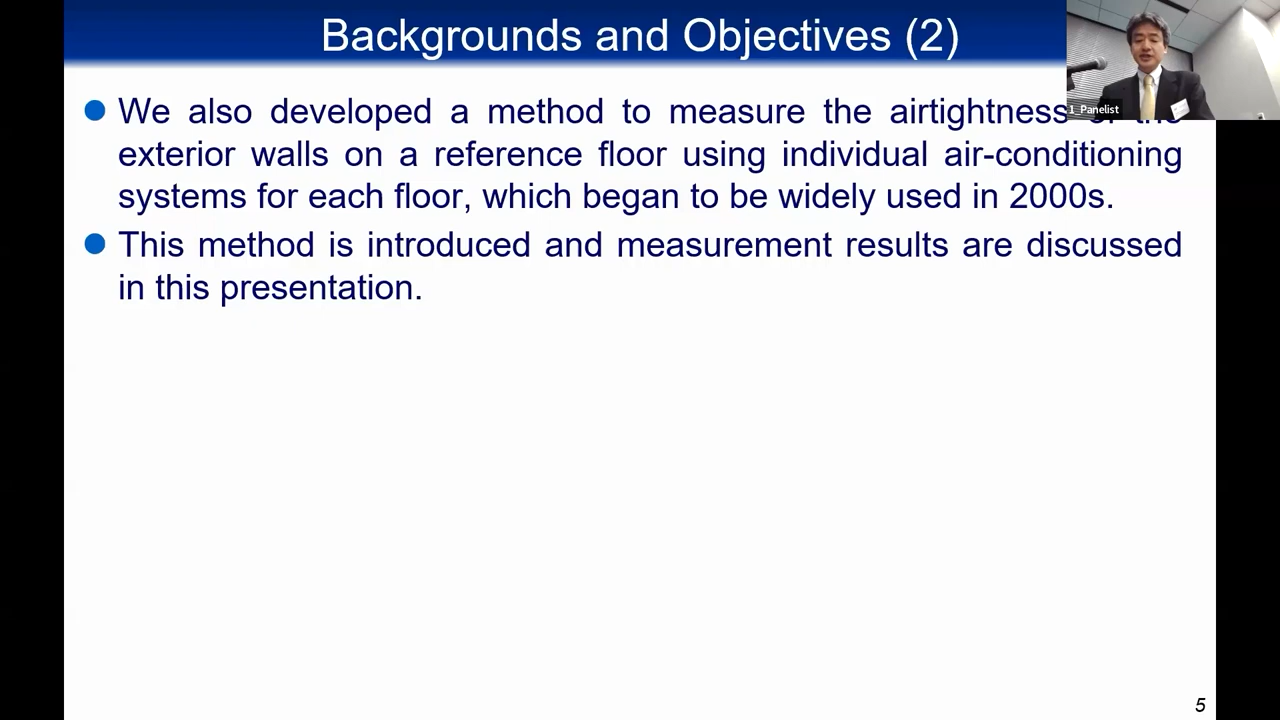 Backgrounds and Objectives (2)
We also developed a method to measure the airtightness of the
exterior walls on a reference floor using individual air-conditioning
systems for each floor, which began to be widely used in 2000s.
This method is introduced and measurement results are discussed
in this presentation.
1_Panelist
5